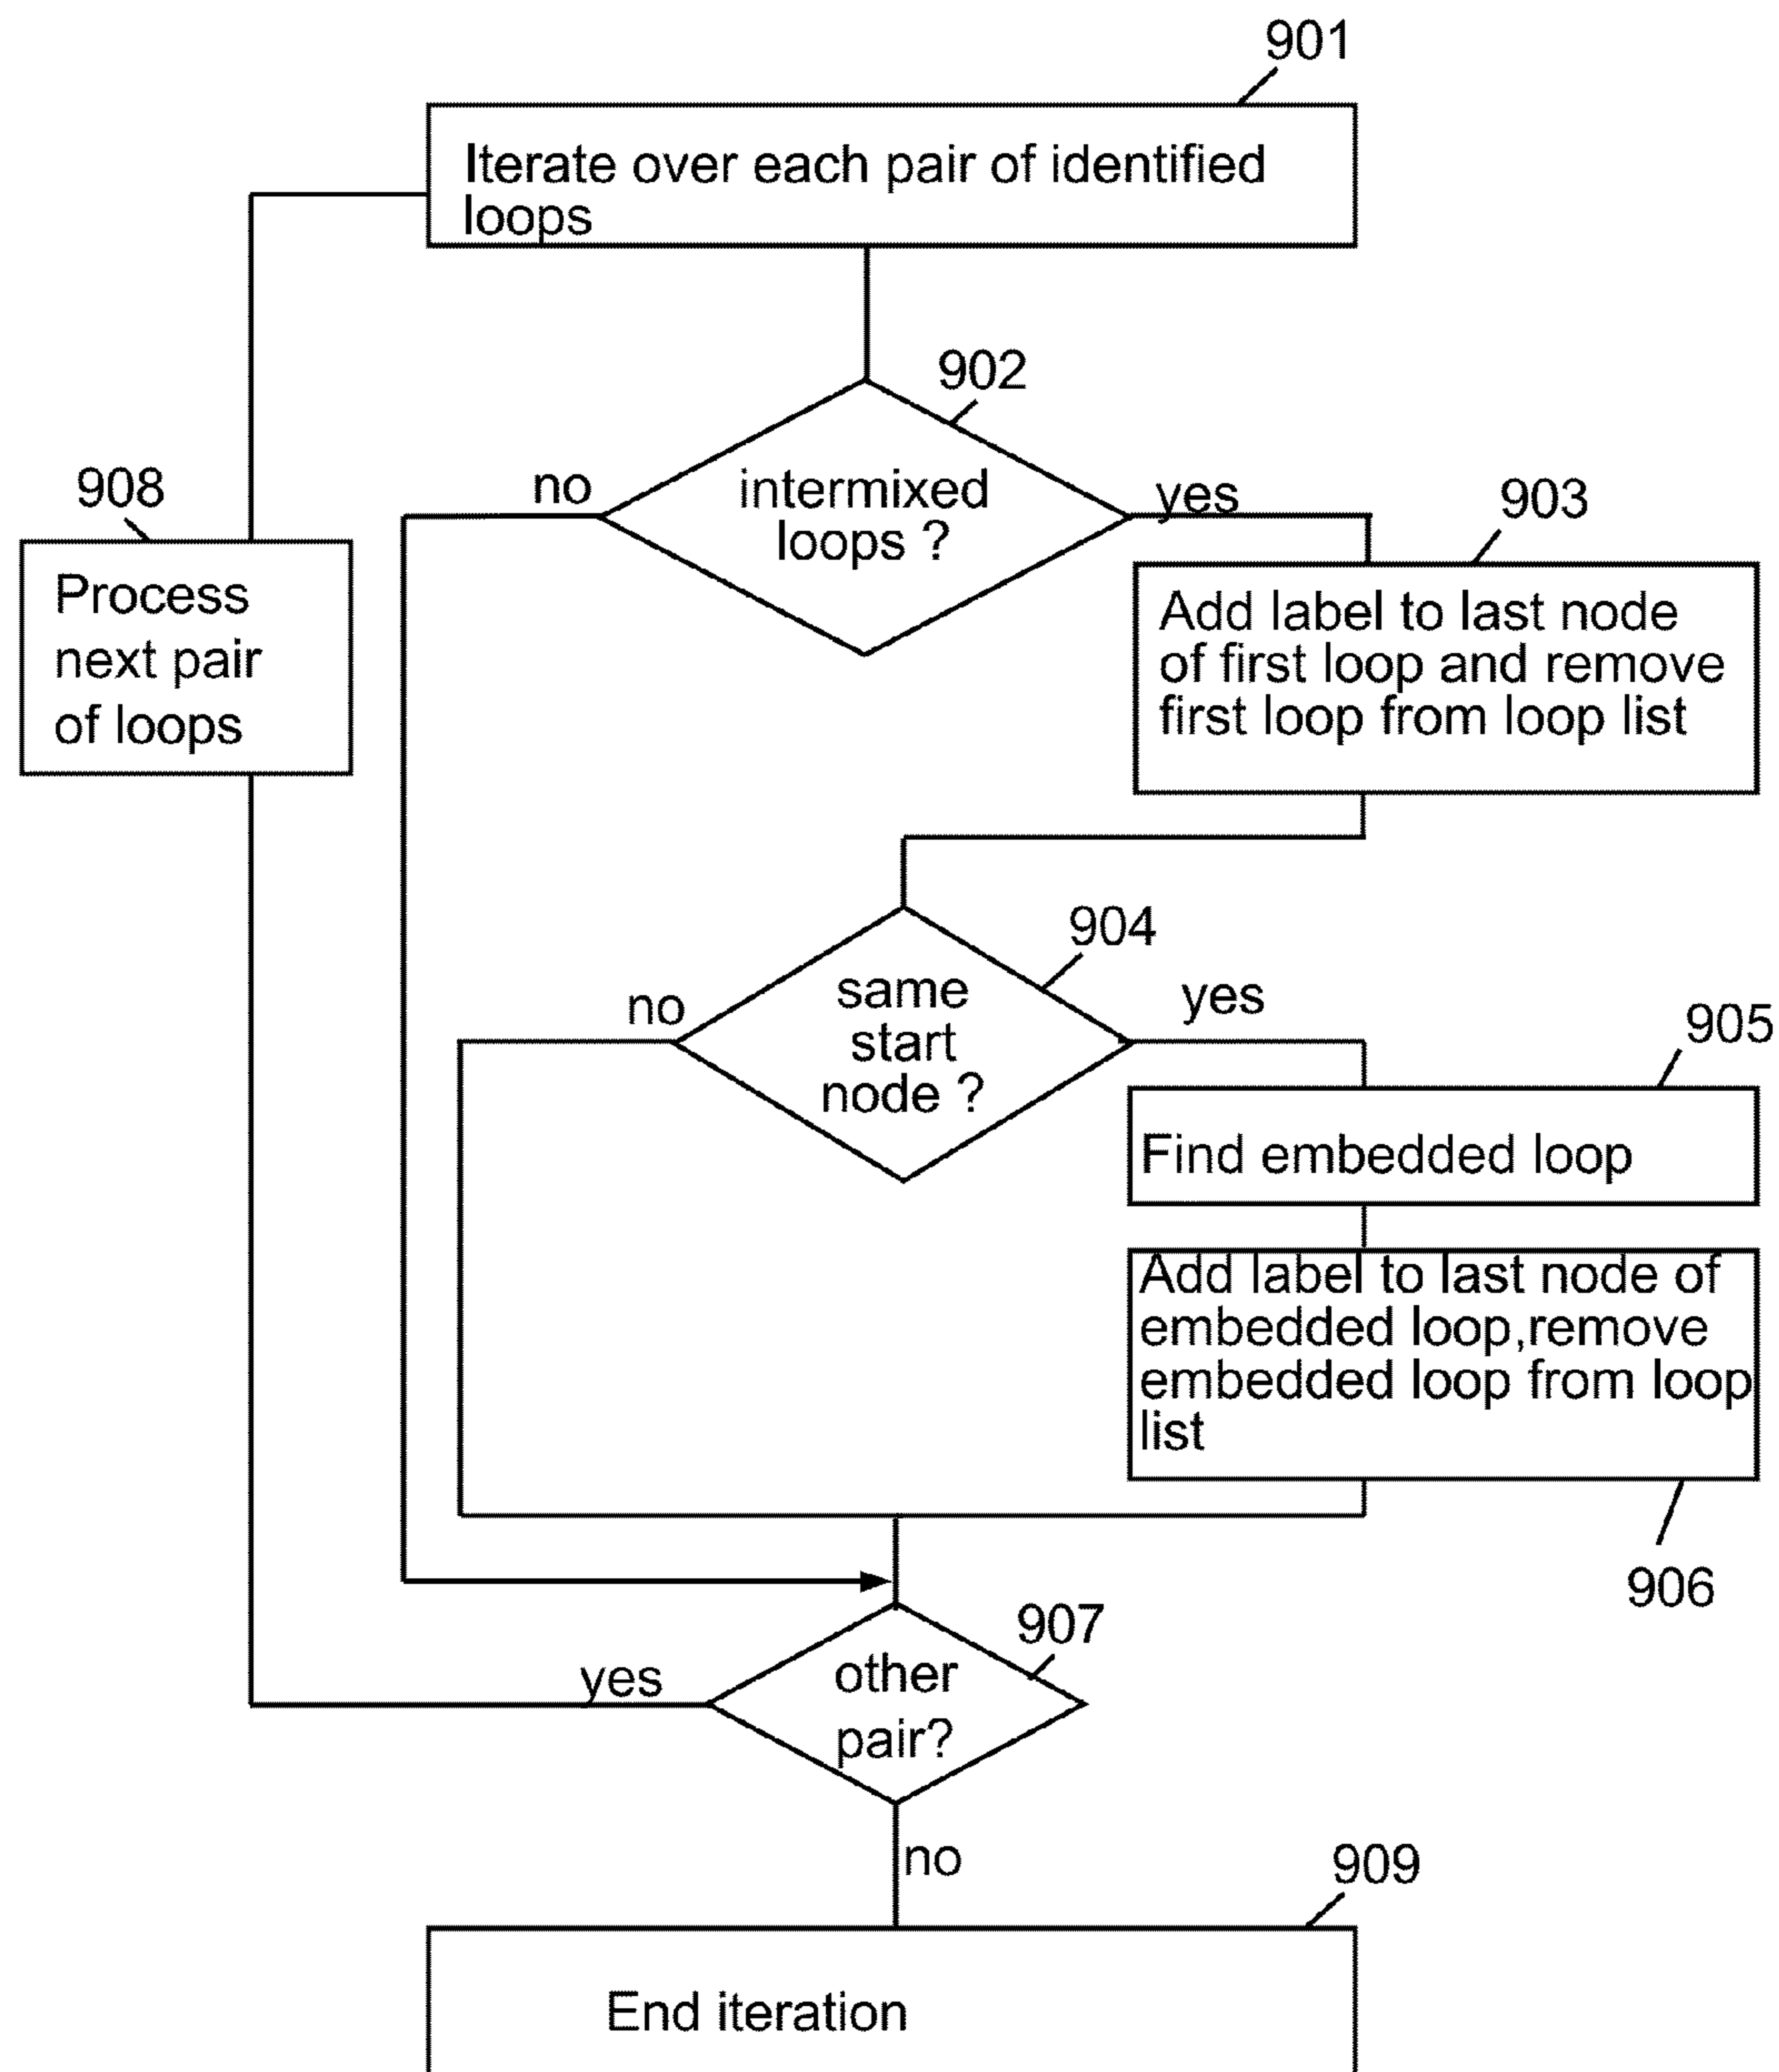 901
Iterate over each pair of identified
loops
902
no
intermixed
loops ?
yes
908
903
Process
next pair
of loops
Add label to last node
of first loop and remove
first loop from loop list
904
no
same
start
node ?
yes
905
Find embedded loop
Add label to last node of
embedded loop,remove
embedded loop from loop
list
906
907
yes
other
pair?
no
909
End iteration